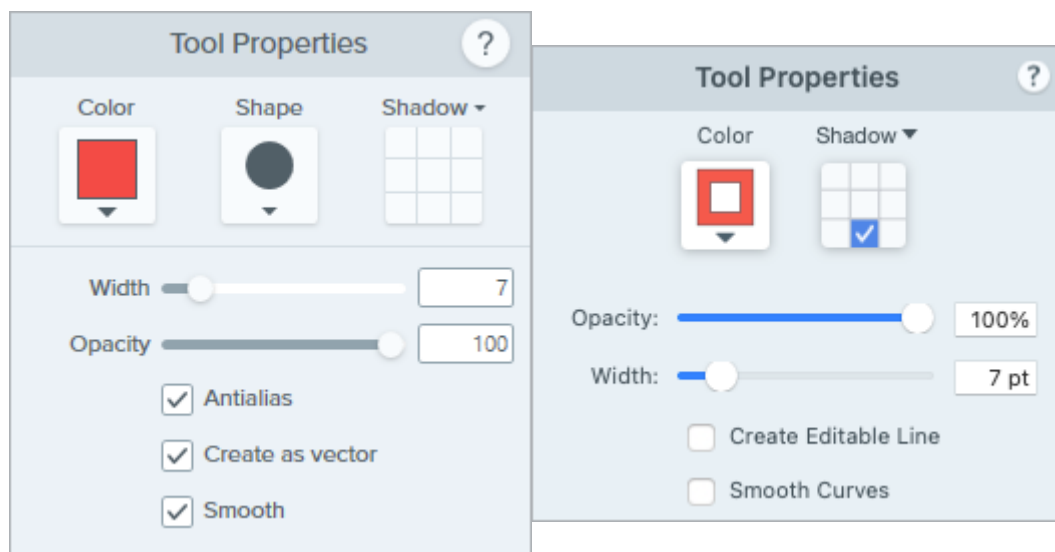 Tool Properties ?
Color Shape Shadow
Width 7
Opacity 100
Antialias
Create as vector
Smooth
Tool Properties ?
Color Shadow
Opacity: 100%
Width: 7 pt
Create Editable Line
Smooth Curves